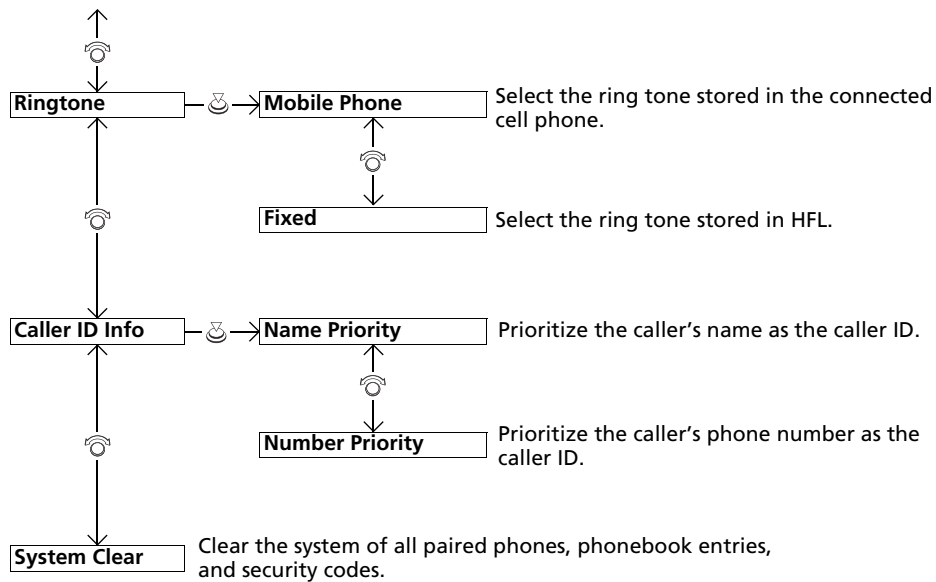 Ringtone
Mobile Phone
Select the ring tone stored in the connected
cell phone.
Fixed
Select the ring tone stored in HFL.
Caller ID Info
Name Priority
Prioritize the caller's name as the caller ID.
Number Priority
Prioritize the caller's phone number as the
caller ID.
System Clear
Clear the system of all paired phones, phonebook entries,
and security codes.